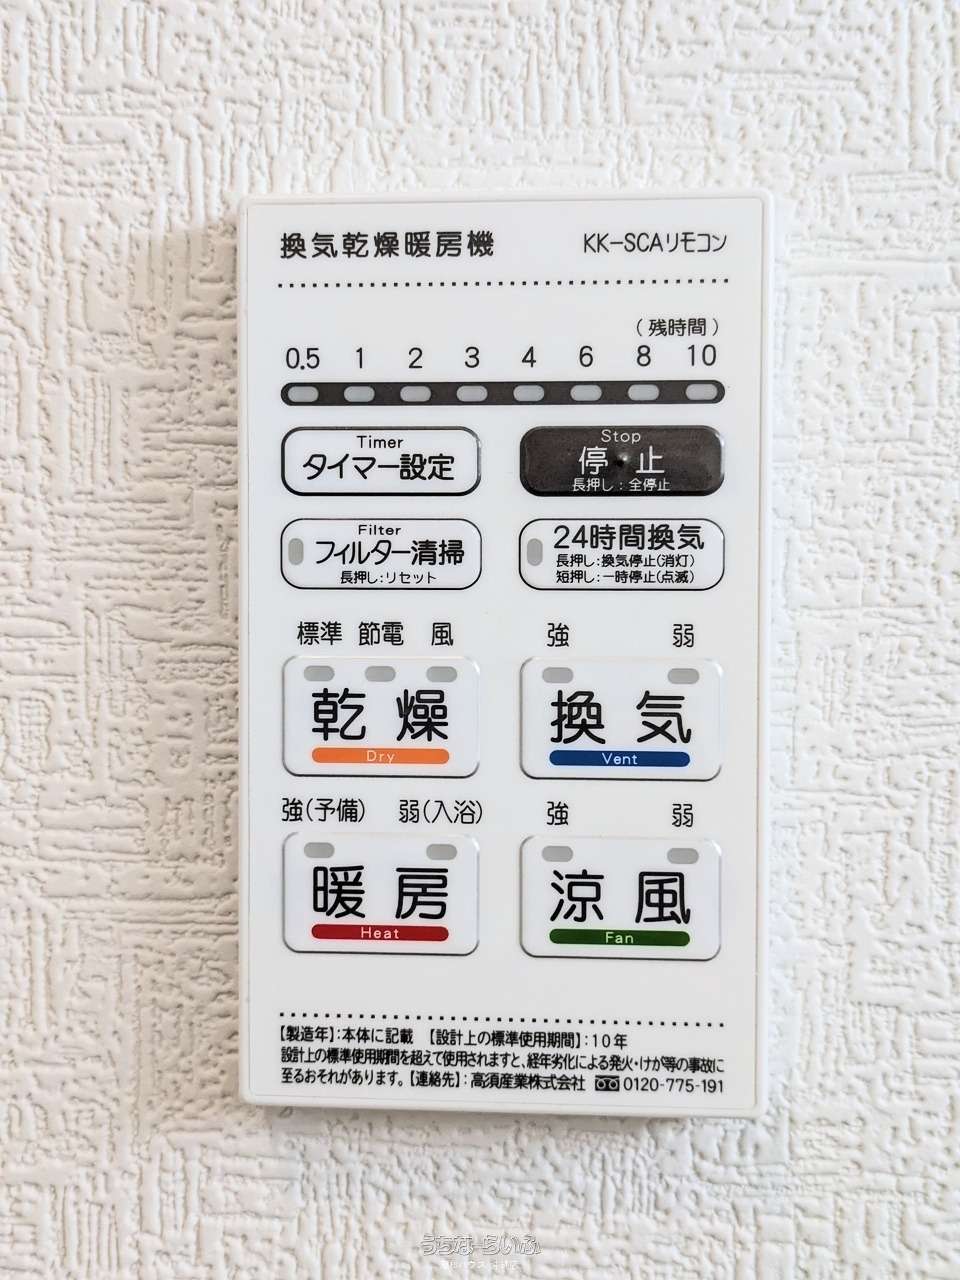 換気乾燥暖房機 KK-SCAリモコン
(残時間)
0.5 1 2 3 4 6 8 10
Timer
タイマー設定
Stop
停止
長押し:全停止
Filter
フィルター清掃
長押し:リセット
24時間換気
長押し:換気停止(消灯)
短押し:一時停止(点滅)
標準 節電 風
乾燥
Dry
強 弱
換気
Vent
強(予備) 弱(入浴)
暖房
Heat
強 弱
涼風
Fan
【製造年】:本体に記載 【設計上の標準使用期間】:10年
設計上の標準使用期間を超えて使用されますと、経年劣化による発火・けが等の事故に
至るおそれがあります。【連絡先】:高須産業株式会社 0120-775-191
うちなーらいふ